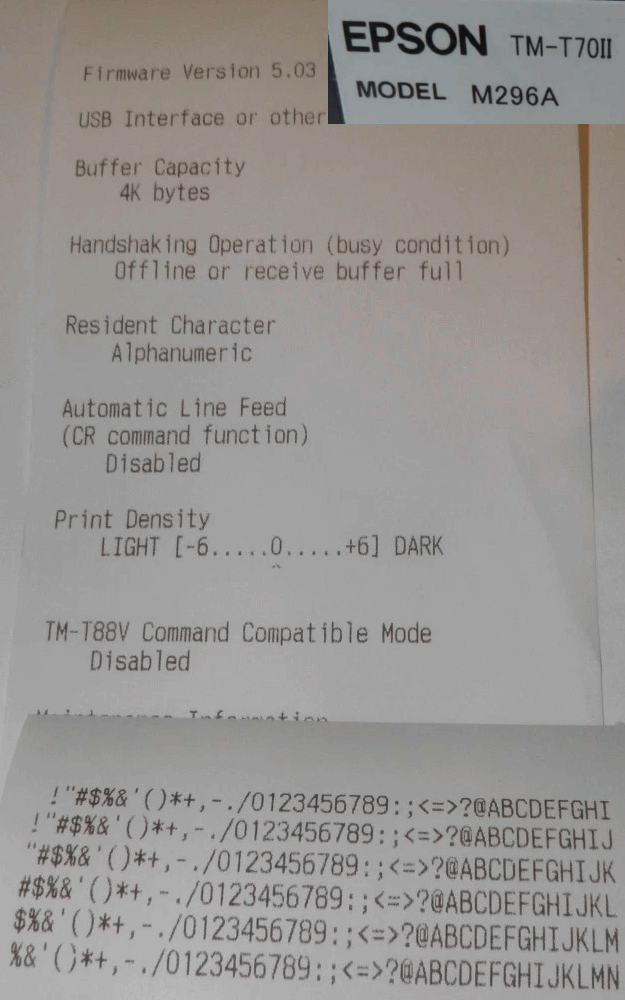 EPSON TM-T70II
MODEL M296A
Firmware Version 5.03
USB Interface or other
Buffer Capacity
4K bytes
Handshaking Operation (busy condition)
Offline or receive buffer full
Resident Character
Alphanumeric
Automatic Line Feed
(CR command function)
Disabled
Print Density
LIGHT [-6.....0.....+6] DARK
^
TM-T88V Command Compatible Mode
Disabled
Maintenance Information
!"#$%&'()*+,-./0123456789:;<=>?@ABCDEFGHI
!"#$%&'()*+,-./0123456789:;<=>?@ABCDEFGHIJ
"#$%&'()*+,-./0123456789:;<=>?@ABCDEFGHIJK
#$%&'()*+,-./0123456789:;<=>?@ABCDEFGHIJKL
$%&'()*+,-./0123456789:;<=>?@ABCDEFGHIJKLM
%&'()*+,-./0123456789:;<=>?@ABCDEFGHIJKLMN